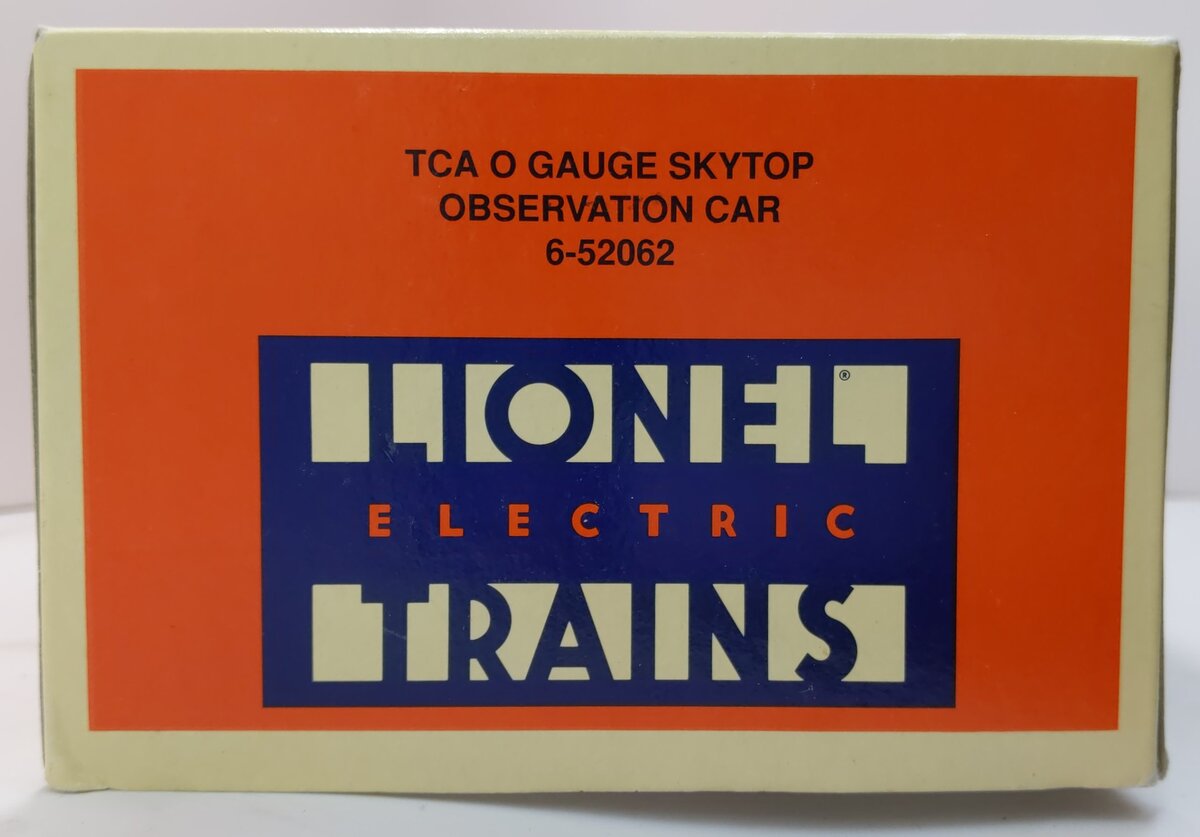 TCA O GAUGE SKYTOP
OBSERVATION CAR
6-52062
LIONEL®
ELECTRIC
TRAINS